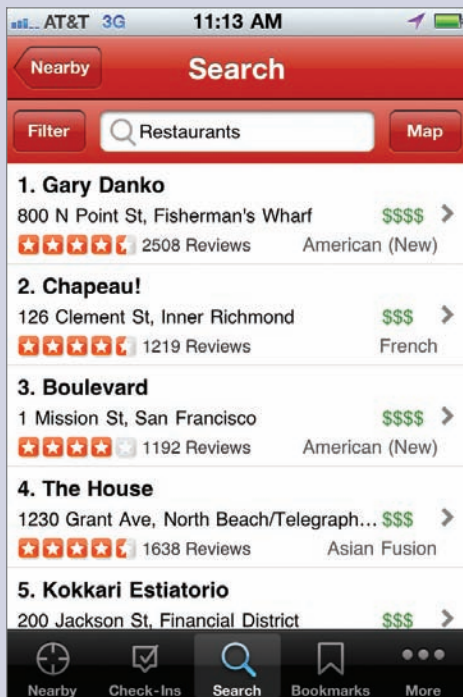 AT&T 3G 11:13 AM
Nearby Search
Filter Restaurants Map
1. Gary Danko
800 N Point St, Fisherman's Wharf $$$$
2508 Reviews American (New)
2. Chapeau!
126 Clement St, Inner Richmond $$$
1219 Reviews French
3. Boulevard
1 Mission St, San Francisco $$$$
1192 Reviews American (New)
4. The House
1230 Grant Ave, North Beach/Telegraph... $$$
1638 Reviews Asian Fusion
5. Kokkari Estiatorio
200 Jackson St, Financial District $$$
Nearby Check-Ins Search Bookmarks More